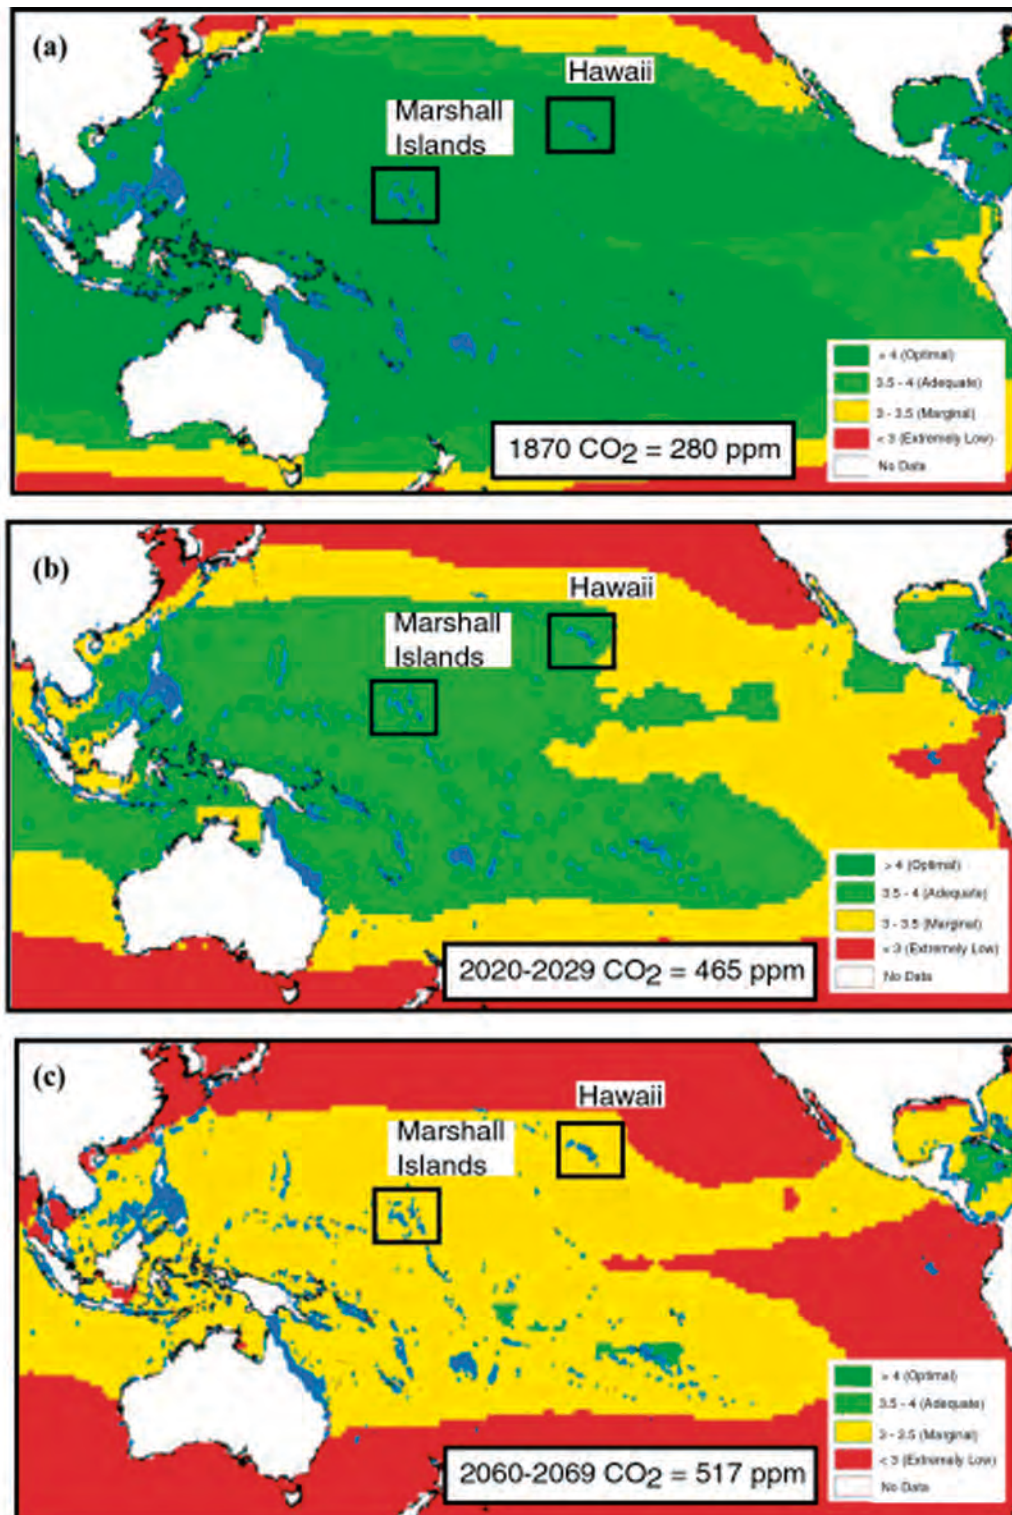 (a)
Hawaii
Marshall
Islands
> 4 (Optimal)
3.5 - 4 (Adequate)
3 - 3.5 (Marginal)
< 3 (Extremely Low)
No Data
1870 CO2 = 280 ppm
(b)
Hawaii
Marshall
Islands
> 4 (Optimal)
3.5 - 4 (Adequate)
3 - 3.5 (Marginal)
< 3 (Extremely Low)
No Data
2020-2029 CO2 = 465 ppm
(c)
Hawaii
Marshall
Islands
> 4 (Optimal)
3.5 - 4 (Adequate)
3 - 3.5 (Marginal)
< 3 (Extremely Low)
No Data
2060-2069 CO2 = 517 ppm